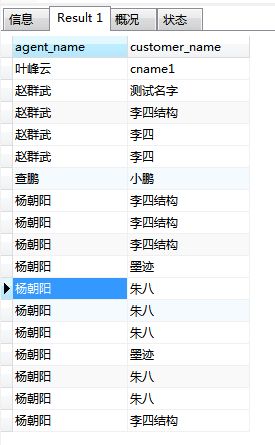 信息 Result 1 概况 状态
agent_name customer_name
叶峰云 cname1
赵群武 测试名字
赵群武 李四结构
赵群武 李四
赵群武 李四
查鹏 小鹏
杨朝阳 李四结构
杨朝阳 李四结构
杨朝阳 李四结构
杨朝阳 墨迹
杨朝阳 朱八
杨朝阳 朱八
杨朝阳 朱八
杨朝阳 墨迹
杨朝阳 朱八
杨朝阳 朱八
杨朝阳 李四结构